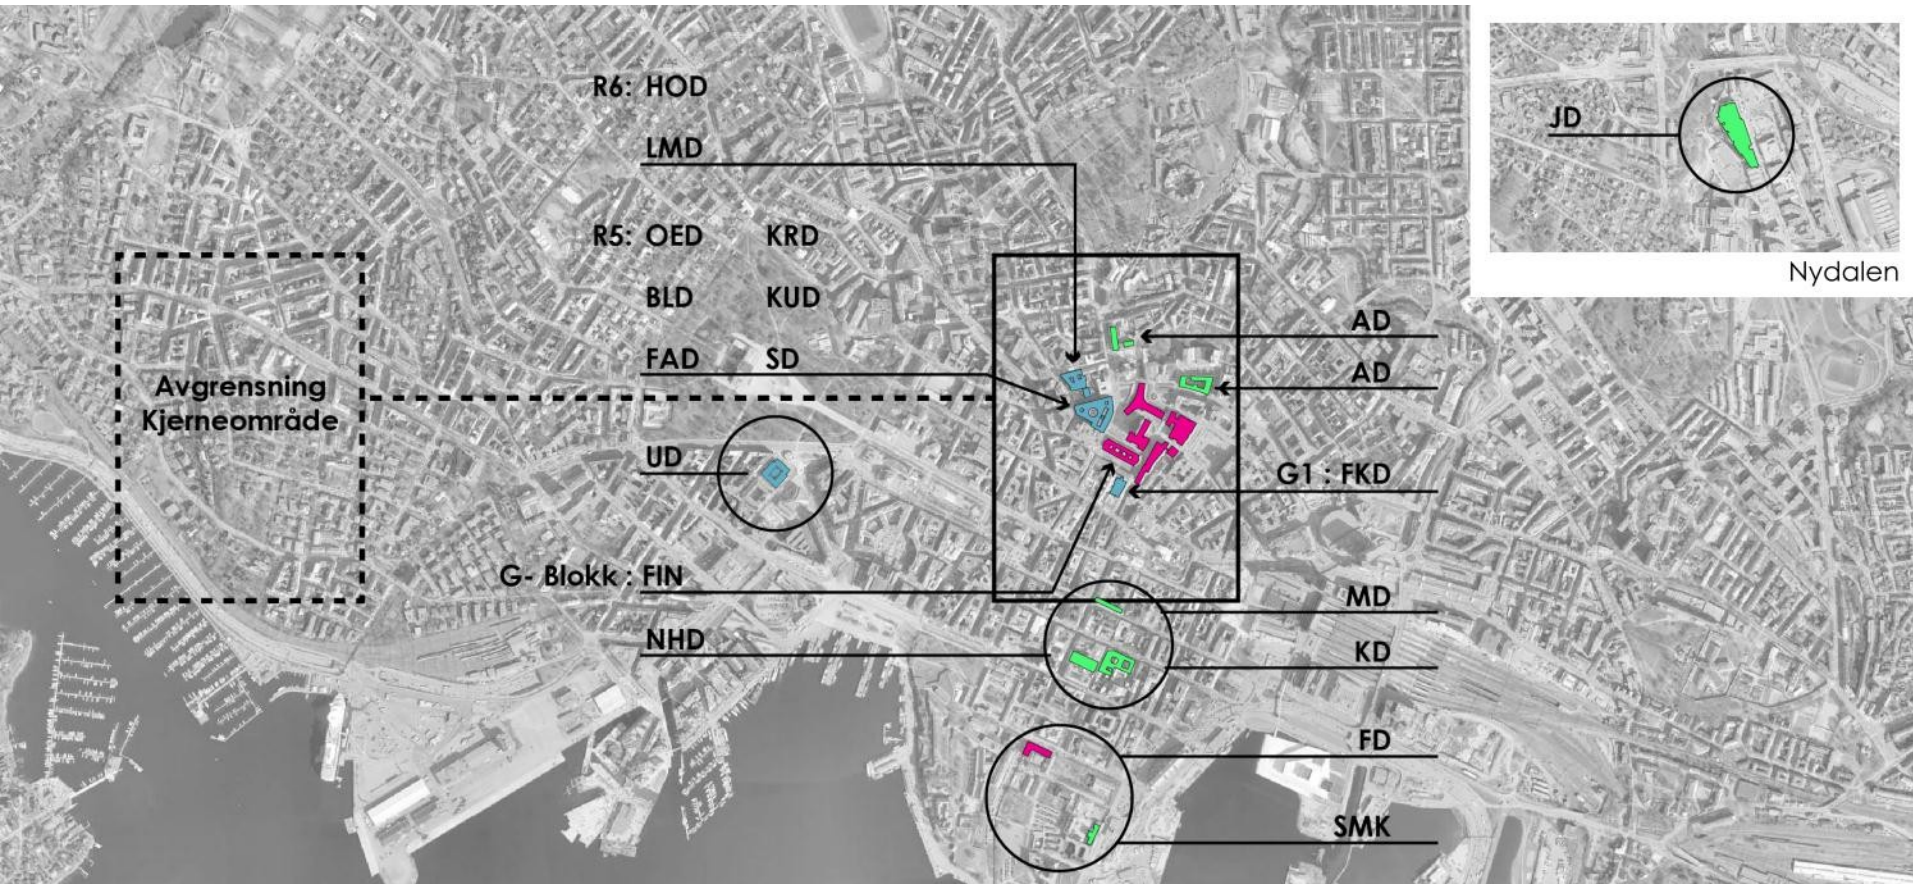 R6: HOD
LMD
R5: OED KRD
BLD KUD
FAD SD
Avgrensning
Kjerneområde
UD
G- Blokk : FIN
NHD
JD
Nydalen
AD
AD
G1 : FKD
MD
KD
FD
SMK